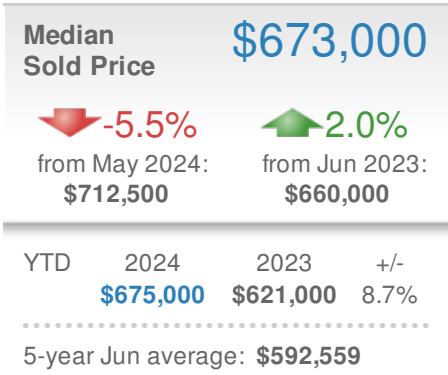 Median
Sold Price
$673,000
-5.5%
2.0%
from May 2024:
from Jun 2023:
$712,500
$660,000
YTD 2024 2023 +/-
$675,000 $621,000 8.7%
5-year Jun average: $592,559